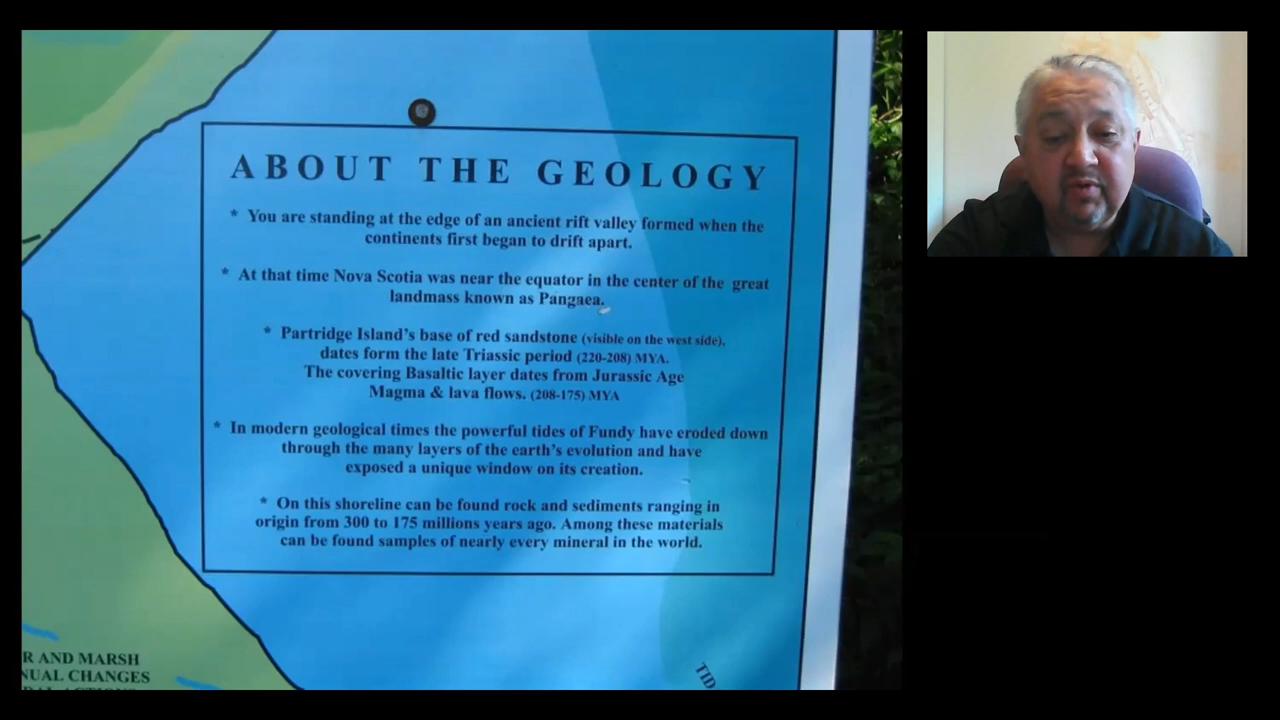 ABOUT THE GEOLOGY
* You are standing at the edge of an ancient rift valley formed when the
continents first began to drift apart.
* At that time Nova Scotia was near the equator in the center of the great
landmass known as Pangaea.
* Partridge Island's base of red sandstone (visible on the west side),
dates form the late Triassic period (220-208) MYA.
The covering Basaltic layer dates from Jurassic Age
Magma & lava flows. (208-175) MYA
* In modern geological times the powerful tides of Fundy have eroded down
through the many layers of the earth's evolution and have
exposed a unique window on its creation.
* On this shoreline can be found rock and sediments ranging in
origin from 300 to 175 millions years ago. Among these materials
can be found samples of nearly every mineral in the world.
R AND MARSH
NUAL CHANGES
TID